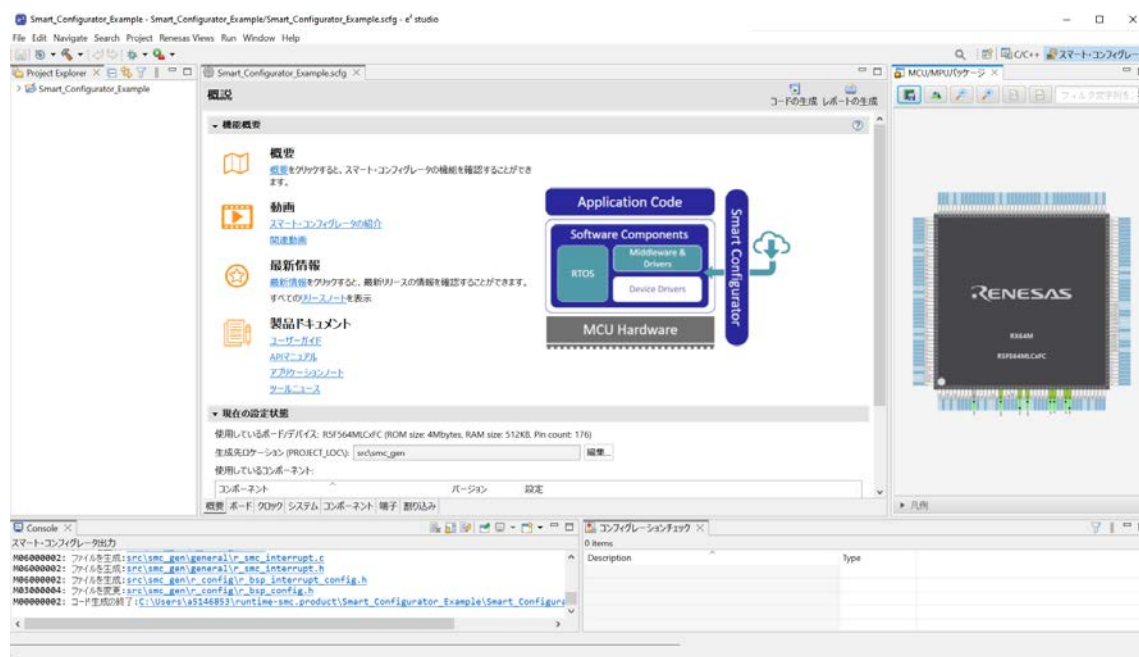 Smart_Configurator_Example - Smart_Configurator_Example/Smart_Configurator_Example.scfg - e² studio
File Edit Navigate Search Project Renesas Views Run Window Help
C/C++ スマート・コンフィグレー
Project Explorer
Smart_Configurator_Example.scfg
MCU/MPUパッケージ
Smart_Configurator_Example
概説
コードの生成 レポートの生成
機能概要
概要
概要をクリックすると、スマート・コンフィグレータの機能を確認することができ
ます。
動画
スマート・コンフィグレータの紹介
関連動画
最新情報
最新情報をクリックすると、最新リリースの情報を確認することができます。
すべてのリリースノートを表示
製品ドキュメント
ユーザーガイド
APIマニュアル
アプリケーションノート
ツールニュース
Application Code
Software Components
RTOS
Middleware &
Drivers
Device Drivers
MCU Hardware
Smart Configurator
RENESAS
RX64M
R5F564MLCxFC
現在の設定状態
使用しているボード/デバイス: R5F564MLCxFC (ROM size: 4Mbytes, RAM size: 512KB, Pin count: 176)
生成先ロケーション (PROJECT_LOC\): src\smc_gen 編集...
使用しているコンポーネント:
コンポーネント バージョン 設定
概要 ボード クロック システム コンポーネント 端子 割り込み
凡例
Console
スマート・コンフィグレータ出力
M06000002: ファイルを生成:src\smc_gen\general\r_smc_interrupt.c
M06000002: ファイルを生成:src\smc_gen\general\r_smc_interrupt.h
M06000002: ファイルを生成:src\smc_gen\r_config\r_bsp_interrupt_config.h
M03000004: ファイルを変更:src\smc_gen\r_config\r_bsp_config.h
M00000002: コード生成の終了:C:\Users\a5146853\runtime-smc.product\Smart_Configurator_Example\Smart_Configura
コンフィグレーションチェック
0 items
Description Type